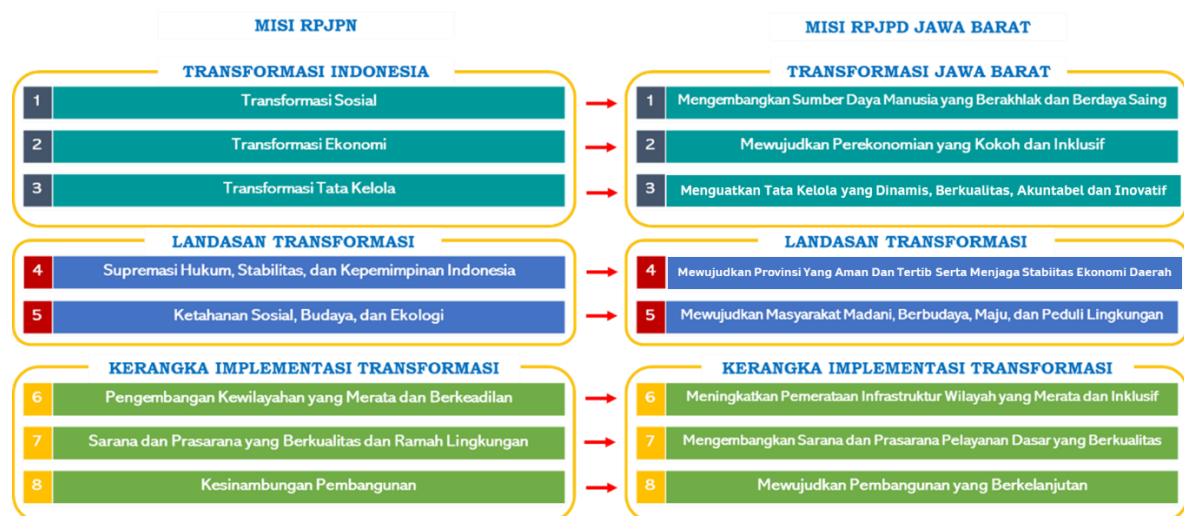 MISI RPJPN
TRANSFORMASI INDONESIA
1 Transformasi Sosial
2 Transformasi Ekonomi
3 Transformasi Tata Kelola
LANDASAN TRANSFORMASI
4 Supremasi Hukum, Stabilitas, dan Kepemimpinan Indonesia
5 Ketahanan Sosial, Budaya, dan Ekologi
KERANGKA IMPLEMENTASI TRANSFORMASI
6 Pengembangan Kewilayahan yang Merata dan Berkeadilan
7 Sarana dan Prasarana yang Berkualitas dan Ramah Lingkungan
8 Kesinambungan Pembangunan
MISI RPJPD JAWA BARAT
TRANSFORMASI JAWA BARAT
1 Mengembangkan Sumber Daya Manusia yang Berakhlak dan Berdaya Saing
2 Mewujudkan Perekonomian yang Kokoh dan Inklusif
3 Menguatkan Tata Kelola yang Dinamis, Berkualitas, Akuntabel dan Inovatif
LANDASAN TRANSFORMASI
4 Mewujudkan Provinsi Yang Aman Dan Tertib Serta Menjaga Stabiitas Ekonomi Daerah
5 Mewujudkan Masyarakat Madani, Berbudaya, Maju, dan Peduli Lingkungan
KERANGKA IMPLEMENTASI TRANSFORMASI
6 Meningkatkan Pemerataan Infrastruktur Wilayah yang Merata dan Inklusif
7 Mengembangkan Sarana dan Prasarana Pelayanan Dasar yang Berkualitas
8 Mewujudkan Pembangunan yang Berkelanjutan